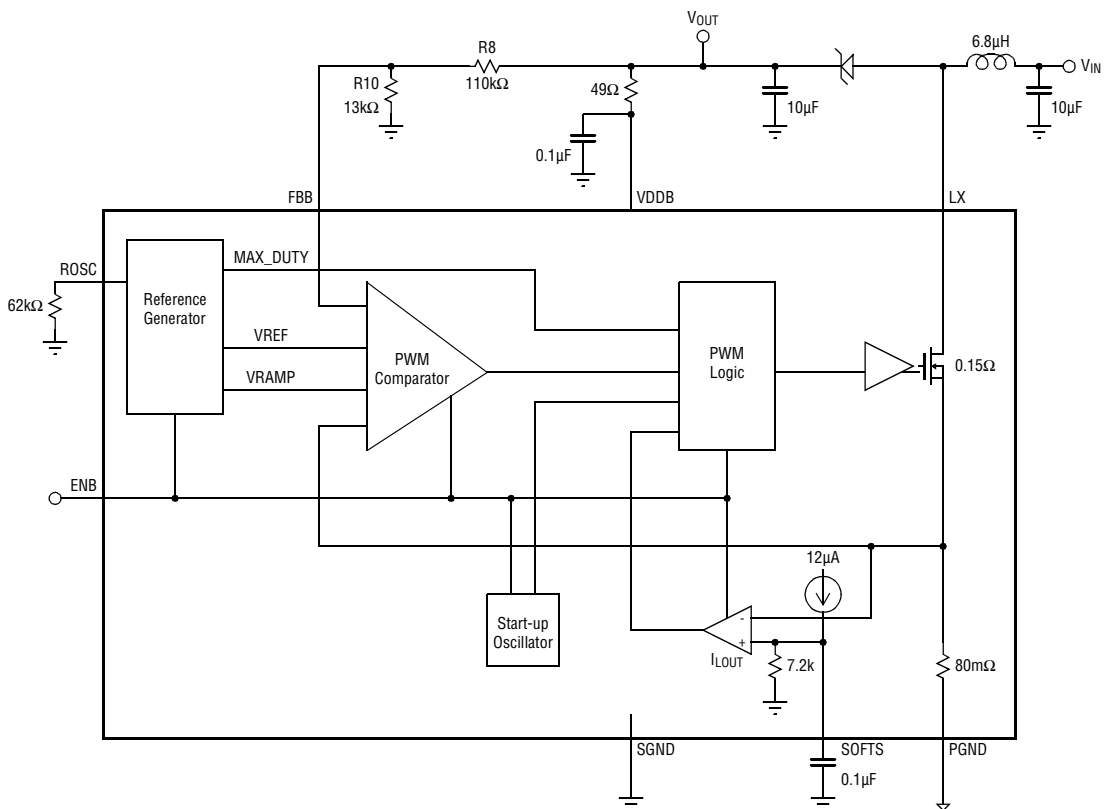 VOUT
R8
110kΩ
R10
13kΩ
49Ω
0.1µF
10µF
6.8µH
VIN
10µF
FBB
VDDB
LX
ROSC
62kΩ
Reference
Generator
MAX_DUTY
VREF
VRAMP
PWM
Comparator
PWM
Logic
0.15Ω
ENB
Start-up
Oscillator
12µA
-
+
ILOUT
7.2k
80mΩ
SGND
SOFTS
PGND
0.1µF